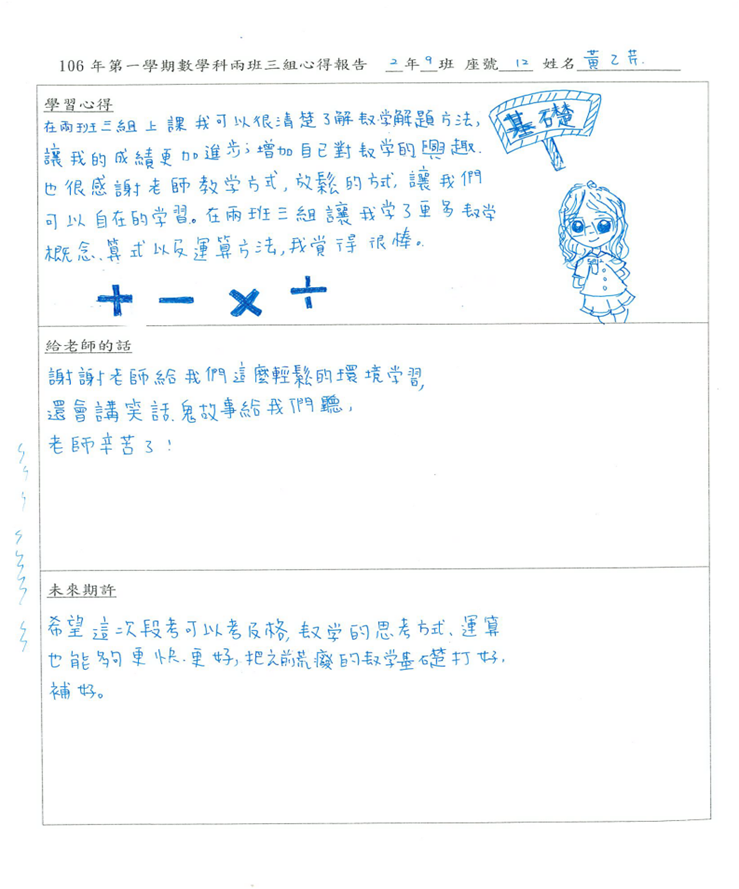 106 年第一學期數學科兩班三組心得報告 2 年 9 班 座號 12 姓名 黃乙芹.
學習心得
基礎
在兩班三組上課我可以很清楚了解数学解題方法,
讓我的成績更加進步;增加自己對数学的興趣.
也很感謝老師教学方式,放鬆的方式,讓我們
可以自在的学習。在兩班三組讓我学了更多数学
概念、算式以及運算方法,我覚得很棒。
+ − × ÷
給老師的話
謝謝老師給我們這麼輕鬆的環境学習,
還會講笑話、鬼故事給我們聽,
老師辛苦了!
未來期許
希望這次段考可以考及格,数学的思考方式、運算
也能夠更快.更好,把之前荒廢的数学基礎打好.
補好。